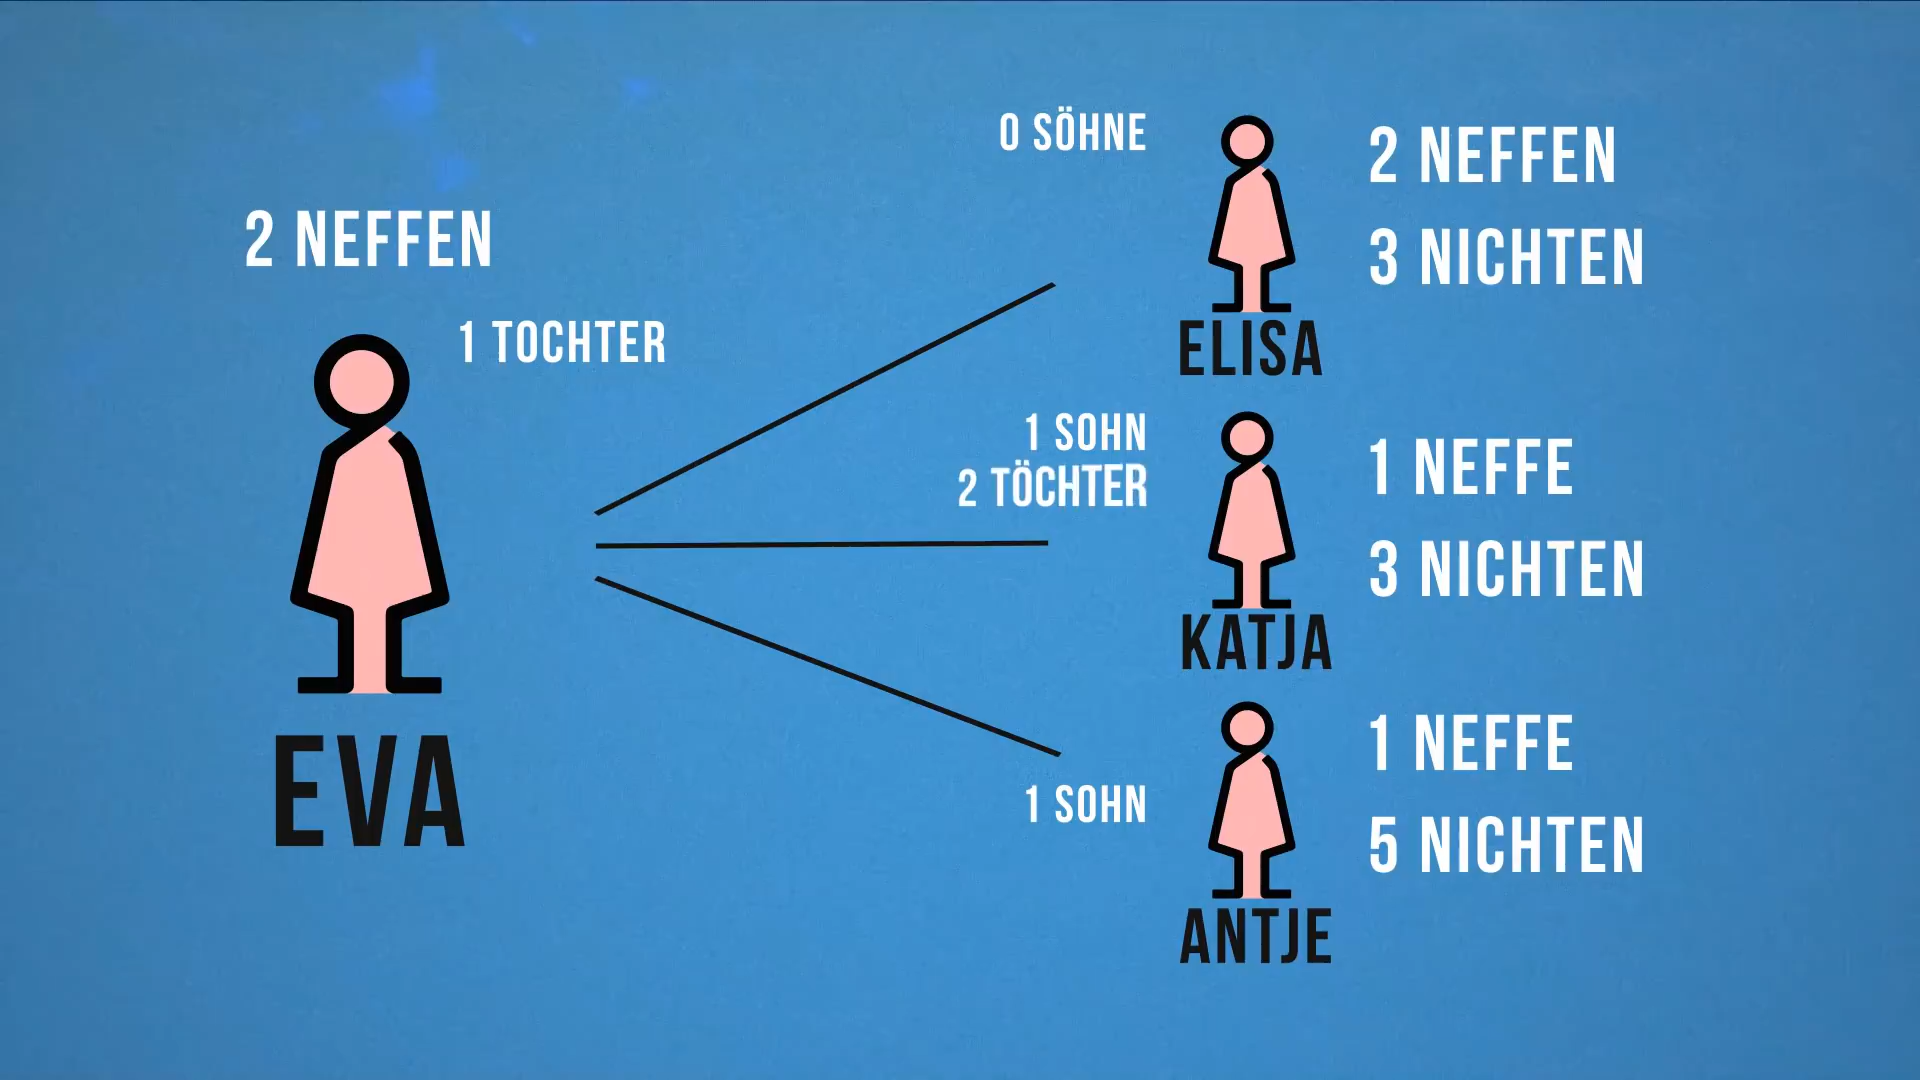 2 NEFFEN
1 TOCHTER
EVA
0 SÖHNE
2 NEFFEN
3 NICHTEN
ELISA
1 SOHN
2 TÖCHTER
1 NEFFE
3 NICHTEN
KATJA
1 SOHN
1 NEFFE
5 NICHTEN
ANTJE